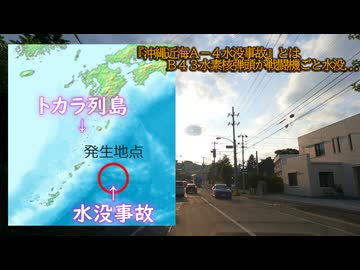 『沖縄近海A－４水没事故』とは
B４３水素核弾頭が戦闘機ごと水没…
トカラ列島
↓
発生地点
↑
水没事故